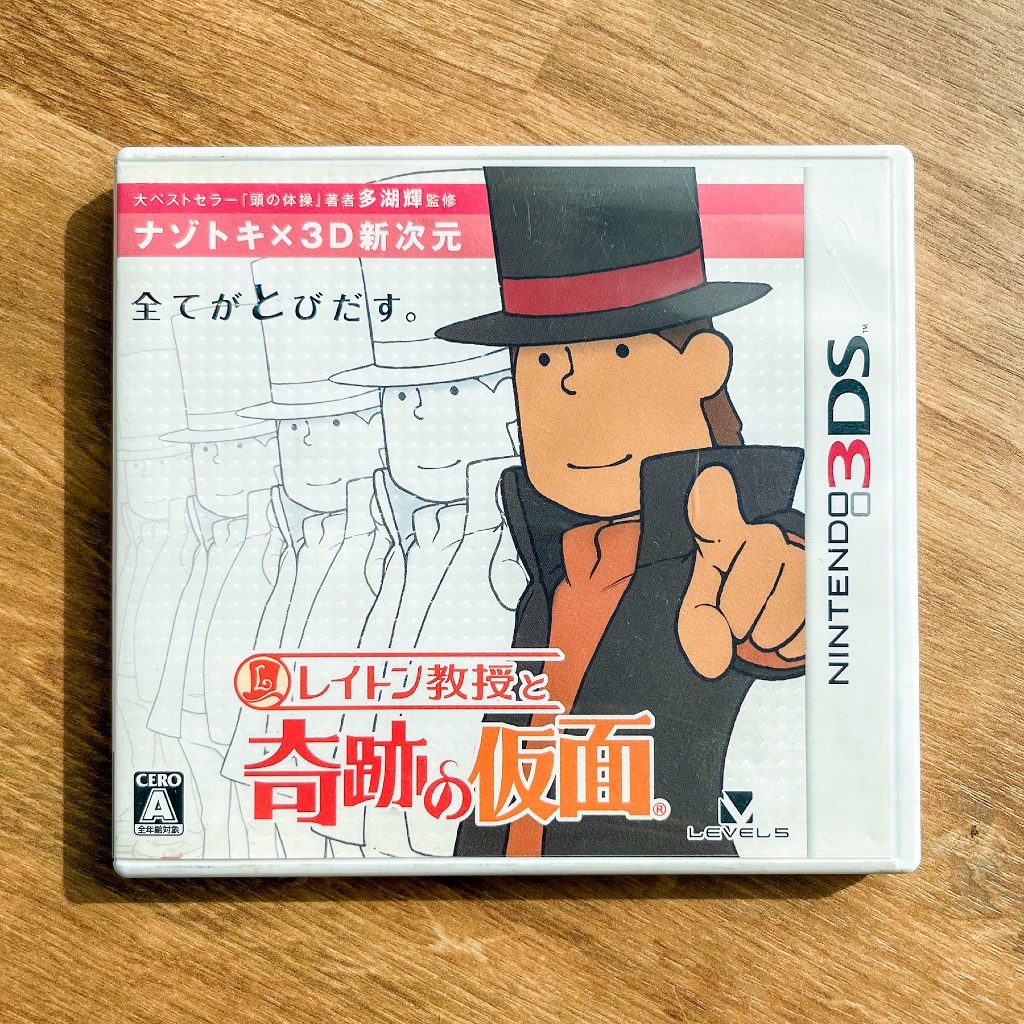 大ベストセラー『頭の体操』著者 多湖輝 監修
ナゾトキ×3D新次元
全てがとびだす。
NINTENDO3DS™
L レイトン教授と
奇跡の仮面®
CERO
A
全年齢対象
LEVEL5